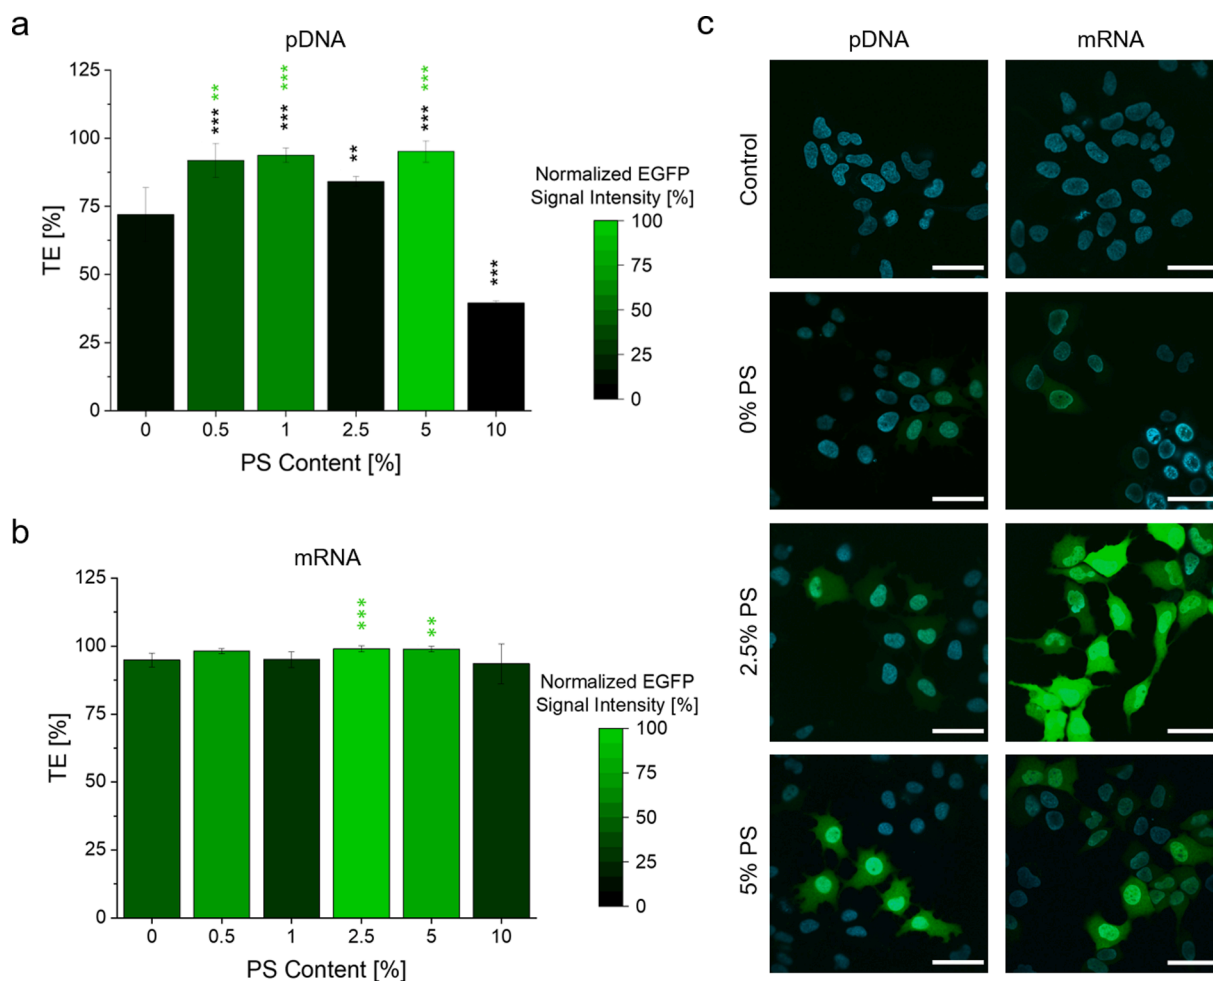 a
pDNA
TE [%]
125
100
75
50
25
0
** *** *** ***
*** *** ** *** ***
0 0.5 1 2.5 5 10
PS Content [%]
Normalized EGFP
Signal Intensity [%]
100
75
50
25
0
b
mRNA
TE [%]
125
100
75
50
25
0
*** **
0 0.5 1 2.5 5 10
PS Content [%]
Normalized EGFP
Signal Intensity [%]
100
75
50
25
0
c
pDNA mRNA
Control
0% PS
2.5% PS
5% PS